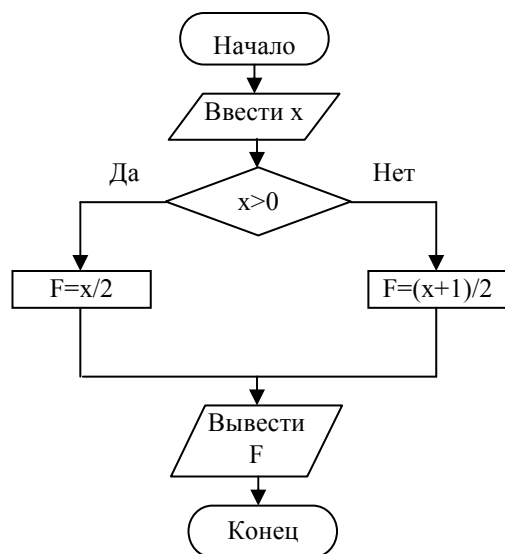 Начало
Ввести x
Да
Нет
x>0
F=x/2
F=(x+1)/2
Вывести
F
Конец